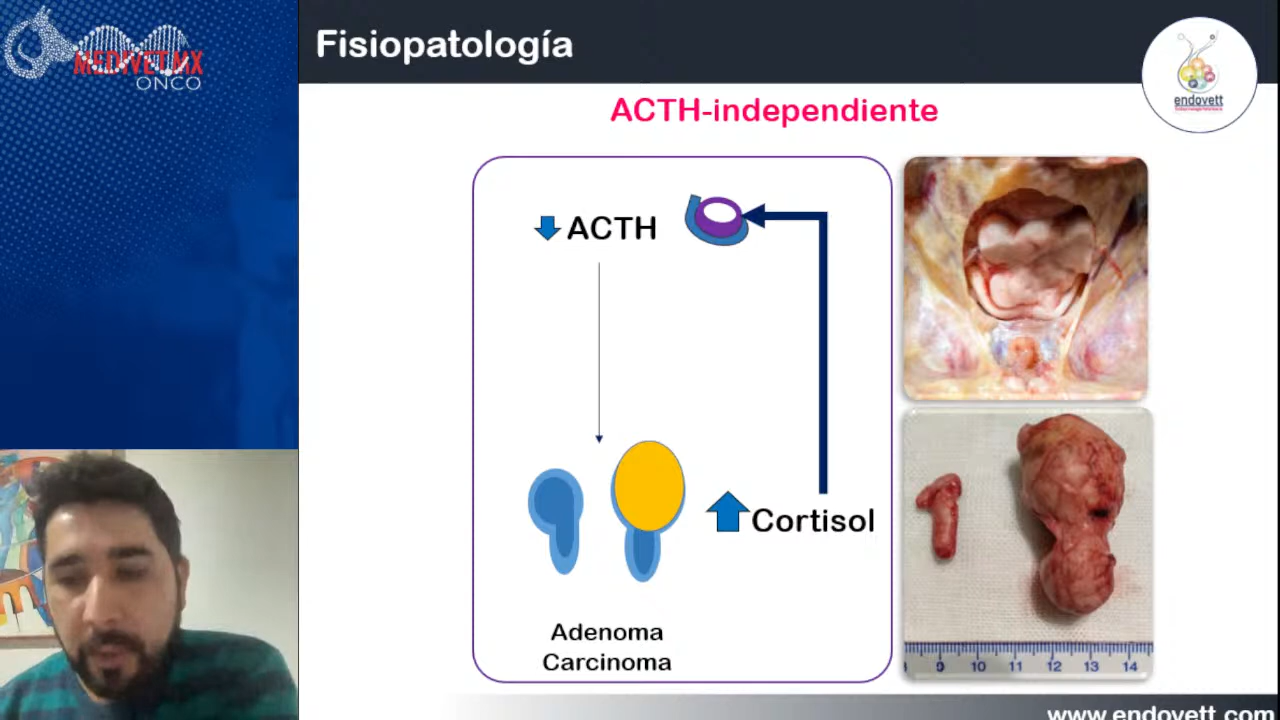 MEDIVET.MX
ONCO
Fisiopatología
endovett
ACTH-independiente
ACTH
Cortisol
Adenoma
Carcinoma
9 10 11 12 13 14
www.endovett.com